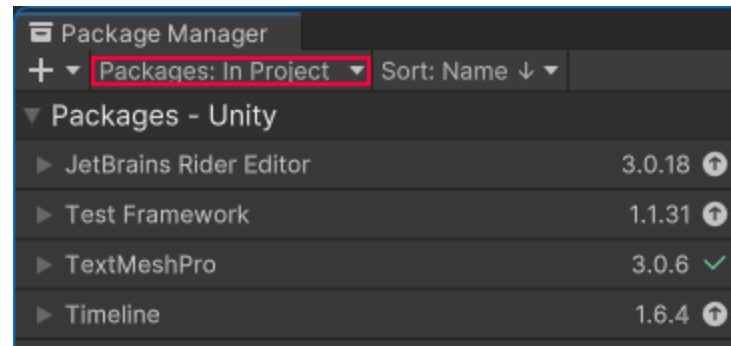 Package Manager
Packages: In Project Sort: Name ↓
Packages - Unity
JetBrains Rider Editor 3.0.18
Test Framework 1.1.31
TextMeshPro 3.0.6
Timeline 1.6.4